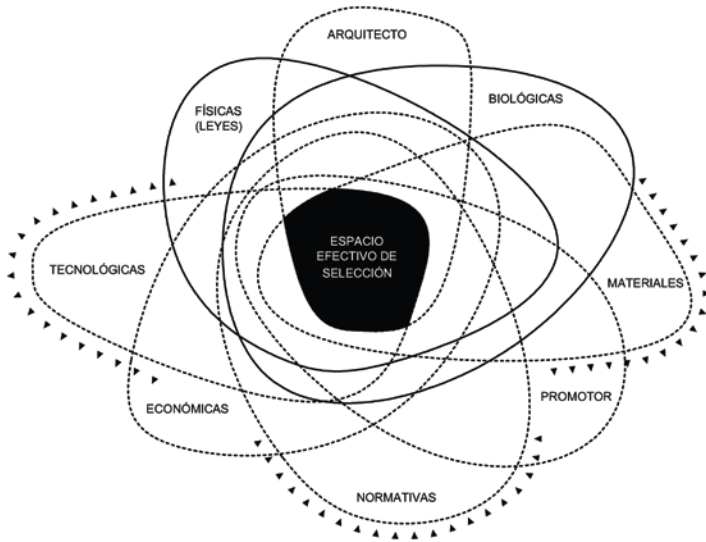 ARQUITECTO
BIOLÓGICAS
FÍSICAS
(LEYES)
ESPACIO
EFECTIVO DE
SELECCIÓN
TECNOLÓGICAS
MATERIALES
PROMOTOR
ECONÓMICAS
NORMATIVAS